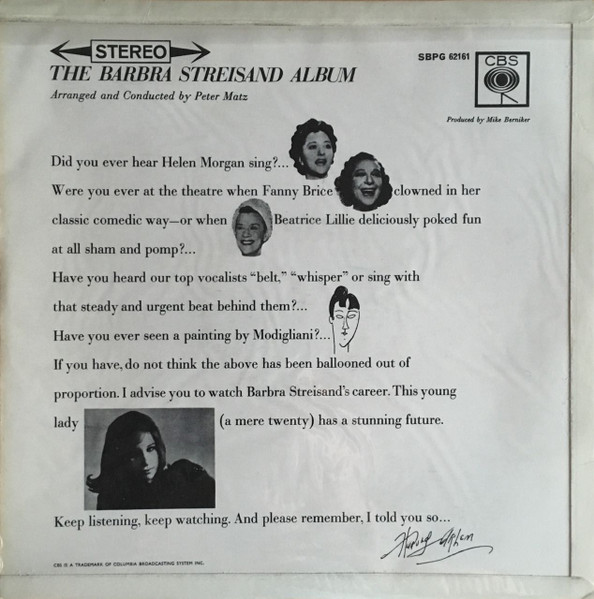 STEREO
SBPG 62161
CBS
THE BARBRA STREISAND ALBUM
Arranged and Conducted by Peter Matz
Produced by Mike Berniker
Did you ever hear Helen Morgan sing?...
Were you ever at the theatre when Fanny Brice clowned in her
classic comedic way—or when Beatrice Lillie deliciously poked fun
at all sham and pomp?...
Have you heard our top vocalists “belt,” “whisper” or sing with
that steady and urgent beat behind them?...
Have you ever seen a painting by Modigliani?...
If you have, do not think the above has been ballooned out of
proportion. I advise you to watch Barbra Streisand's career. This young
lady (a mere twenty) has a stunning future.
Keep listening, keep watching. And please remember, I told you so...
Harold Arlen
CBS IS A TRADEMARK OF COLUMBIA BROADCASTING SYSTEM INC.